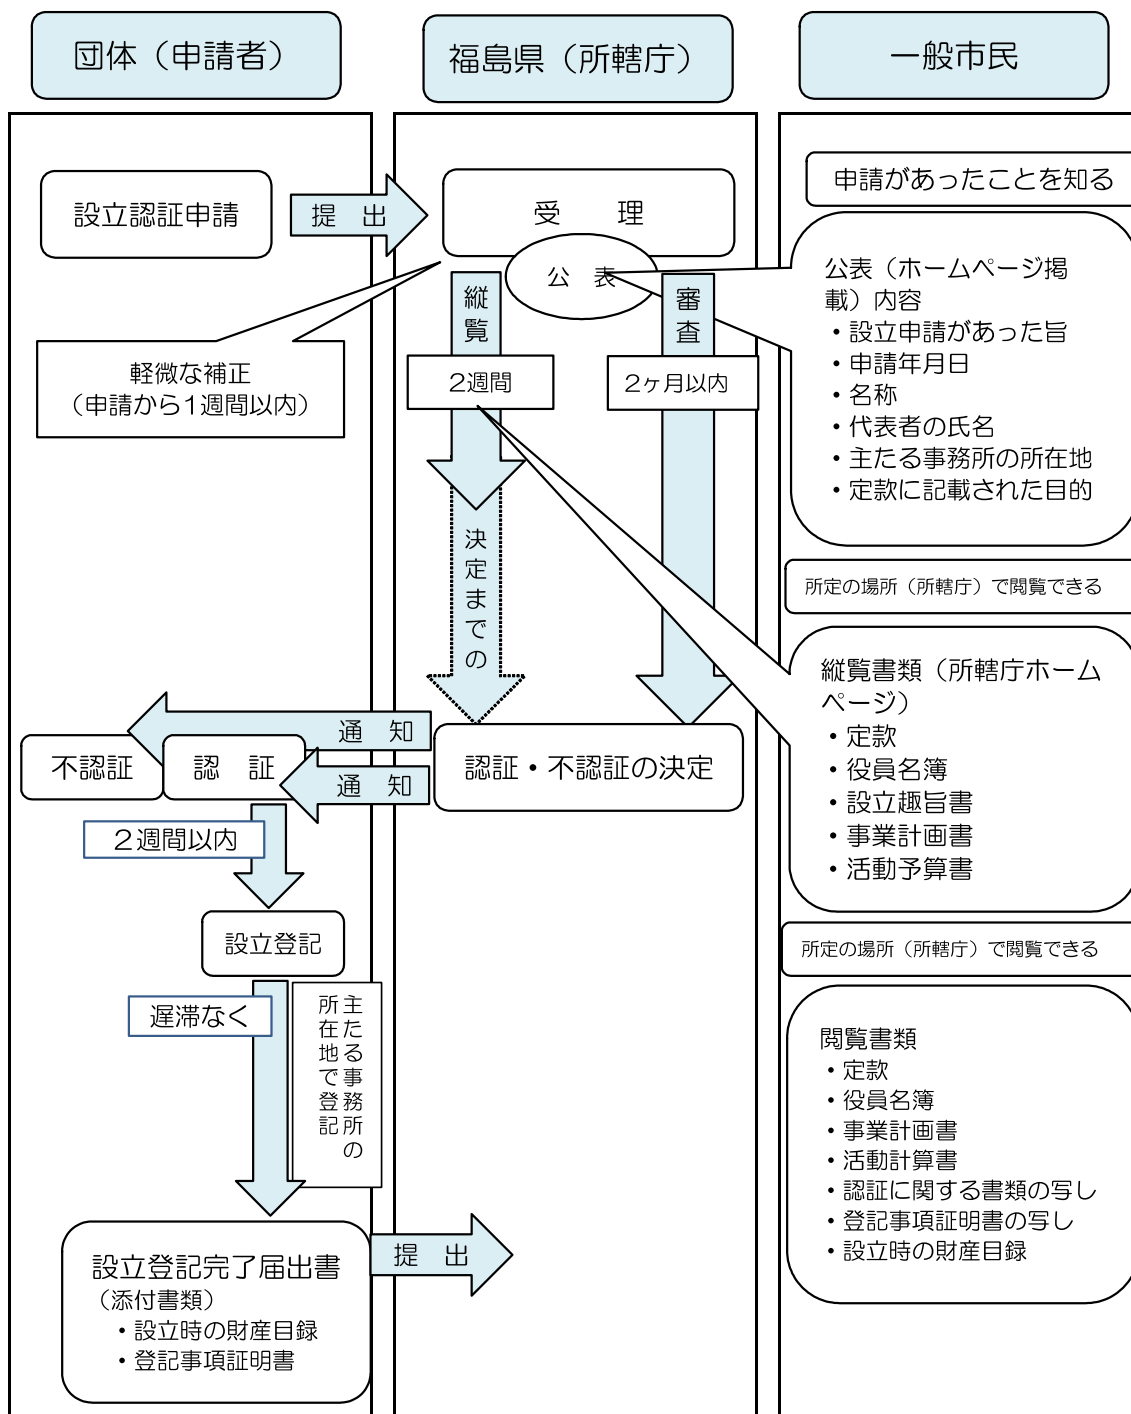 団体（申請者）
福島県（所轄庁）
一般市民
設立認証申請
提　出
受　　理
公　表
申請があったことを知る
公表（ホームページ掲
載）内容
・設立申請があった旨
・申請年月日
・名称
・代表者の氏名
・主たる事務所の所在地
・定款に記載された目的
軽微な補正
（申請から1週間以内）
縦覧
2週間
審査
2ヶ月以内
決定までの
所定の場所（所轄庁）で閲覧できる
縦覧書類（所轄庁ホーム
ページ）
・定款
・役員名簿
・設立趣旨書
・事業計画書
・活動予算書
通　知
不認証
認　証
通　知
認証・不認証の決定
２週間以内
設立登記
遅滞なく
主たる事務所の
所在地で登記
所定の場所（所轄庁）で閲覧できる
閲覧書類
・定款
・役員名簿
・事業計画書
・活動計算書
・認証に関する書類の写し
・登記事項証明書の写し
・設立時の財産目録
設立登記完了届出書
（添付書類）
・設立時の財産目録
・登記事項証明書
提　出